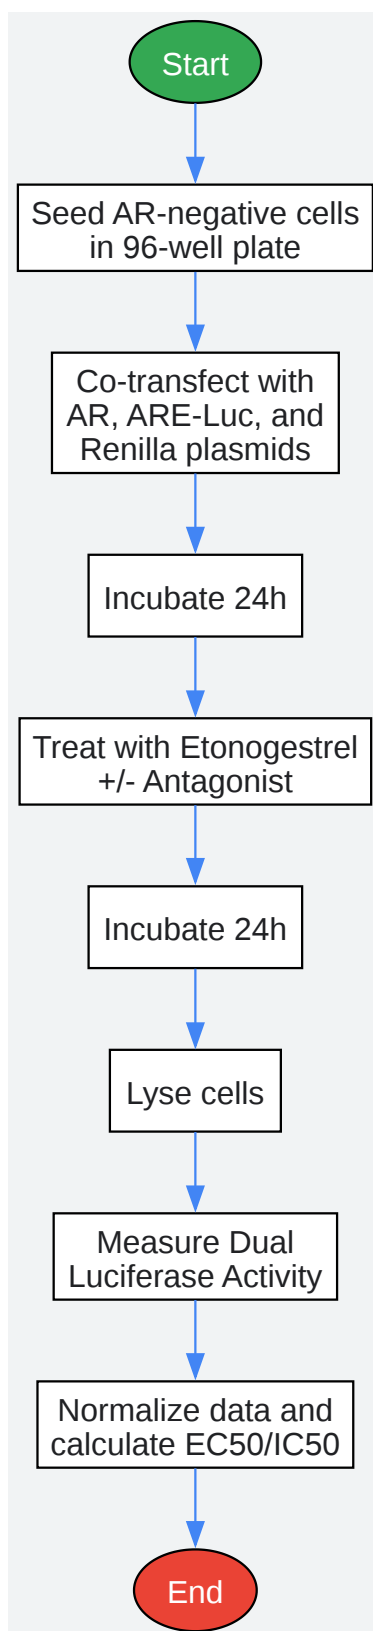 Start
Seed AR-negative cells
in 96-well plate
Co-transfect with
AR, ARE-Luc, and
Renilla plasmids
Incubate 24h
Treat with Etonogestrel
+/- Antagonist
Incubate 24h
Lyse cells
Measure Dual
Luciferase Activity
Normalize data and
calculate EC50/IC50
End